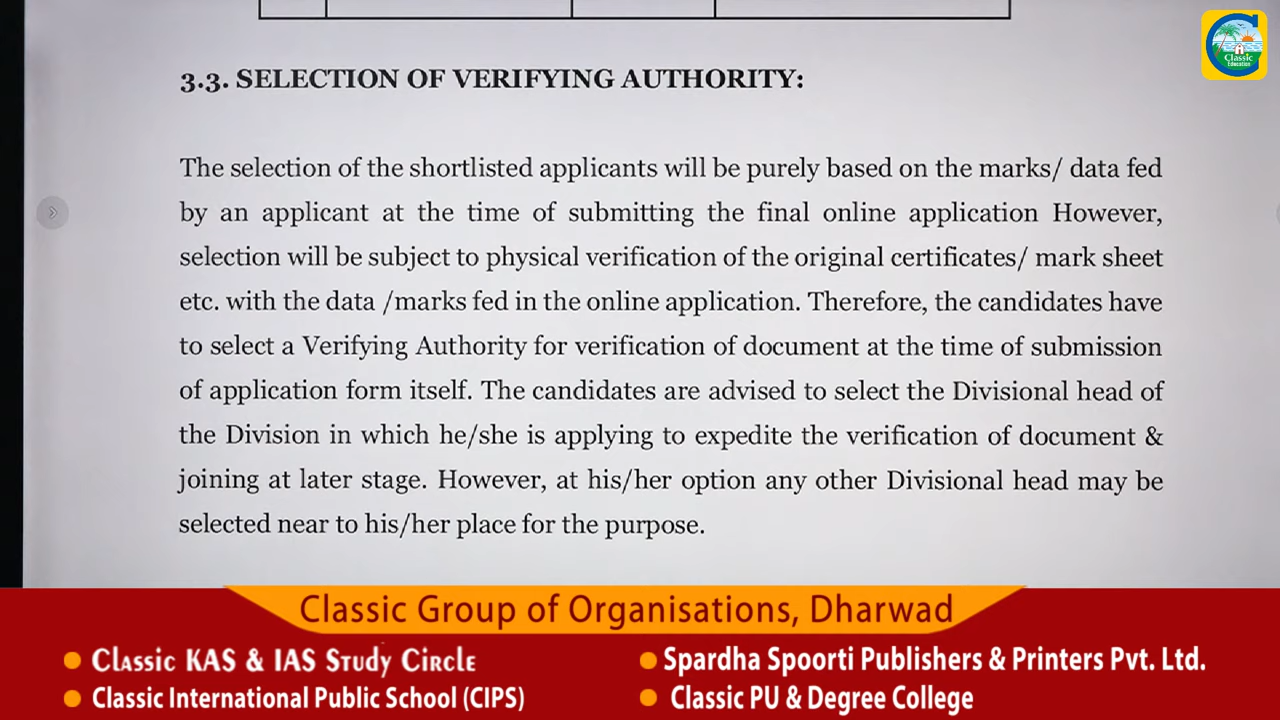 Classic
Education
3.3. SELECTION OF VERIFYING AUTHORITY:
The selection of the shortlisted applicants will be purely based on the marks/ data fed
by an applicant at the time of submitting the final online application However,
selection will be subject to physical verification of the original certificates/ mark sheet
etc. with the data /marks fed in the online application. Therefore, the candidates have
to select a Verifying Authority for verification of document at the time of submission
of application form itself. The candidates are advised to select the Divisional head of
the Division in which he/she is applying to expedite the verification of document &
joining at later stage. However, at his/her option any other Divisional head may be
selected near to his/her place for the purpose.
Classic Group of Organisations, Dharwad
Classic KAS & IAS Study Circle
Spardha Spoorti Publishers & Printers Pvt. Ltd.
Classic International Public School (CIPS)
Classic PU & Degree College